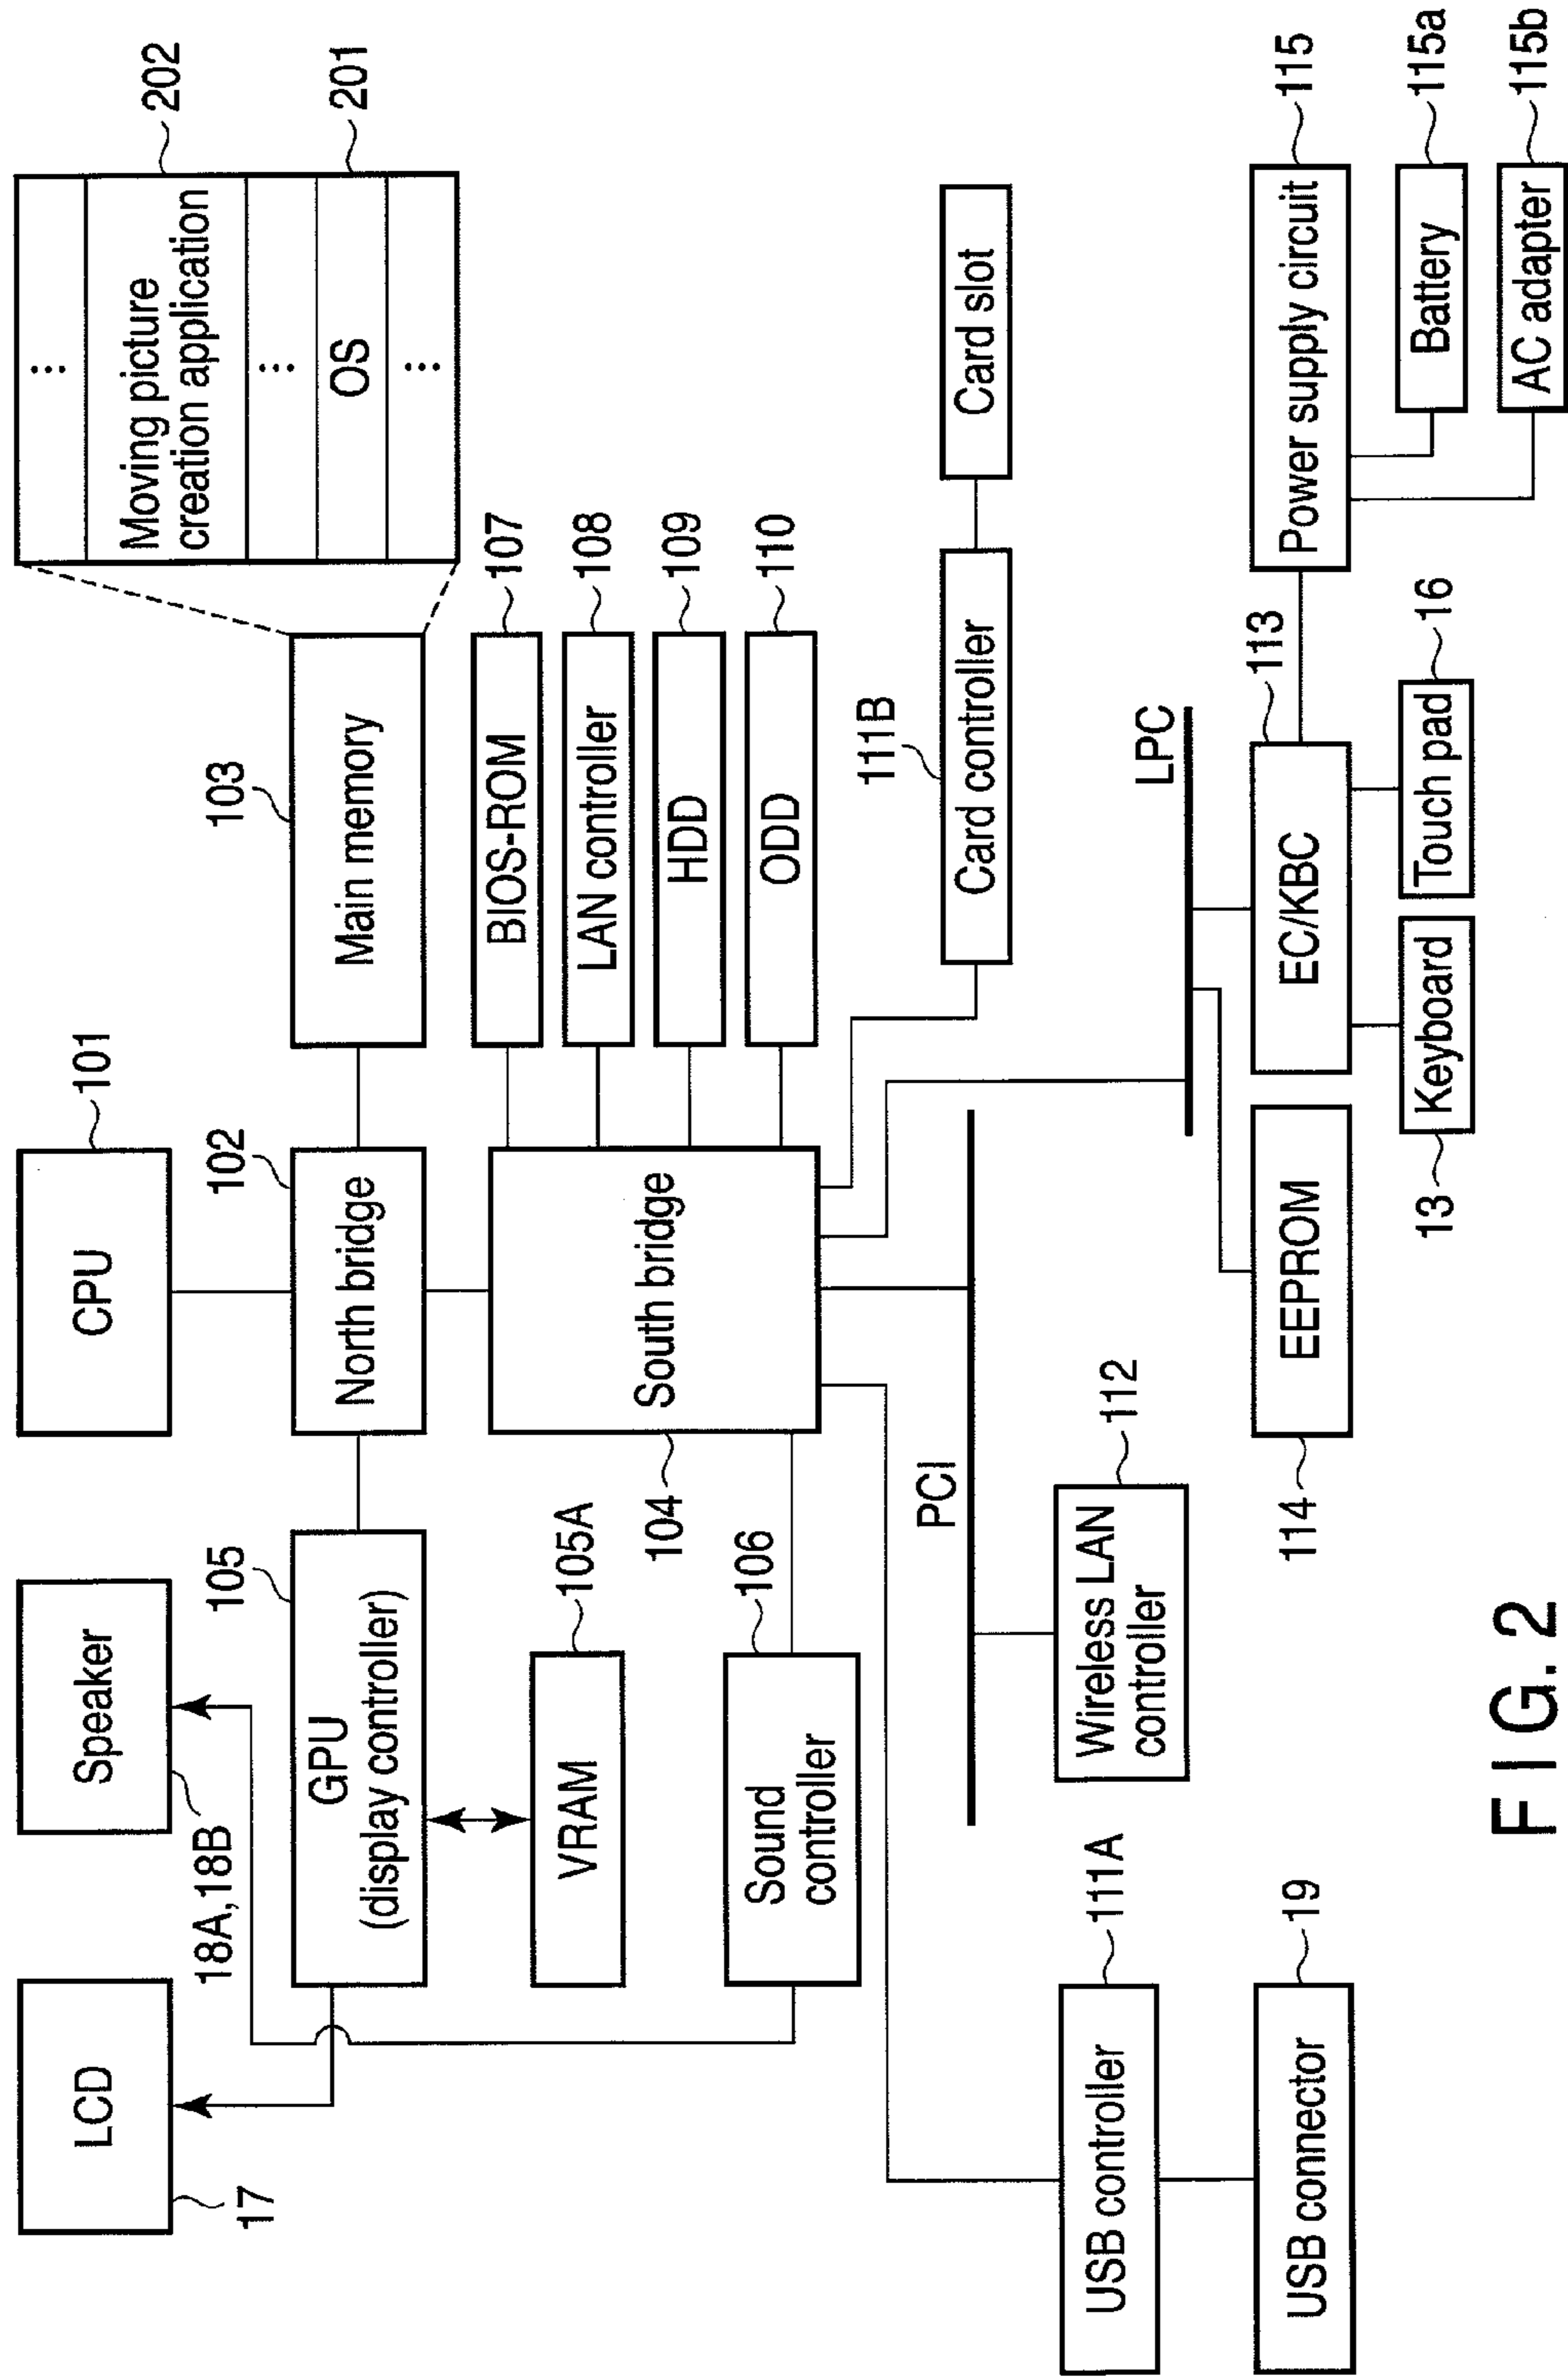 LCD
17
Speaker
18A,18B
CPU
101
202
201
⋮
Moving picture
creation application
⋮
OS
⋮
GPU
(display controller)
105
North bridge
102
Main memory
103
VRAM
105A
Sound
controller
106
South bridge
104
BIOS-ROM
107
LAN controller
108
HDD
109
ODD
110
111B
Card controller
Card slot
PCI
LPC
USB controller
111A
Wireless LAN
controller
112
USB connector
19
EEPROM
114
EC/KBC
113
Power supply circuit
115
Keyboard
13
Touch pad
16
Battery
115a
AC adapter
115b
FIG. 2